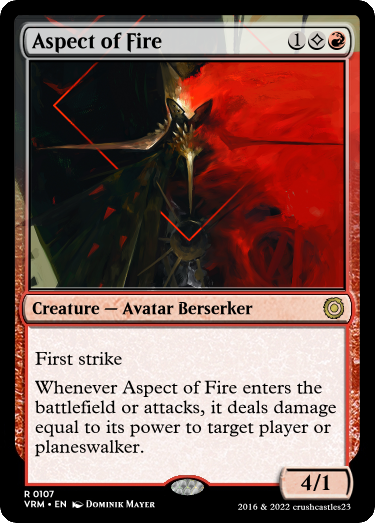 Aspect of Fire 1
Creature — Avatar Berserker
First strike
Whenever Aspect of Fire enters the
battlefield or attacks, it deals damage
equal to its power to target player or
planeswalker.
4/1
R 0107
VRM • EN Dominik Mayer
2016 & 2022 crushcastles23